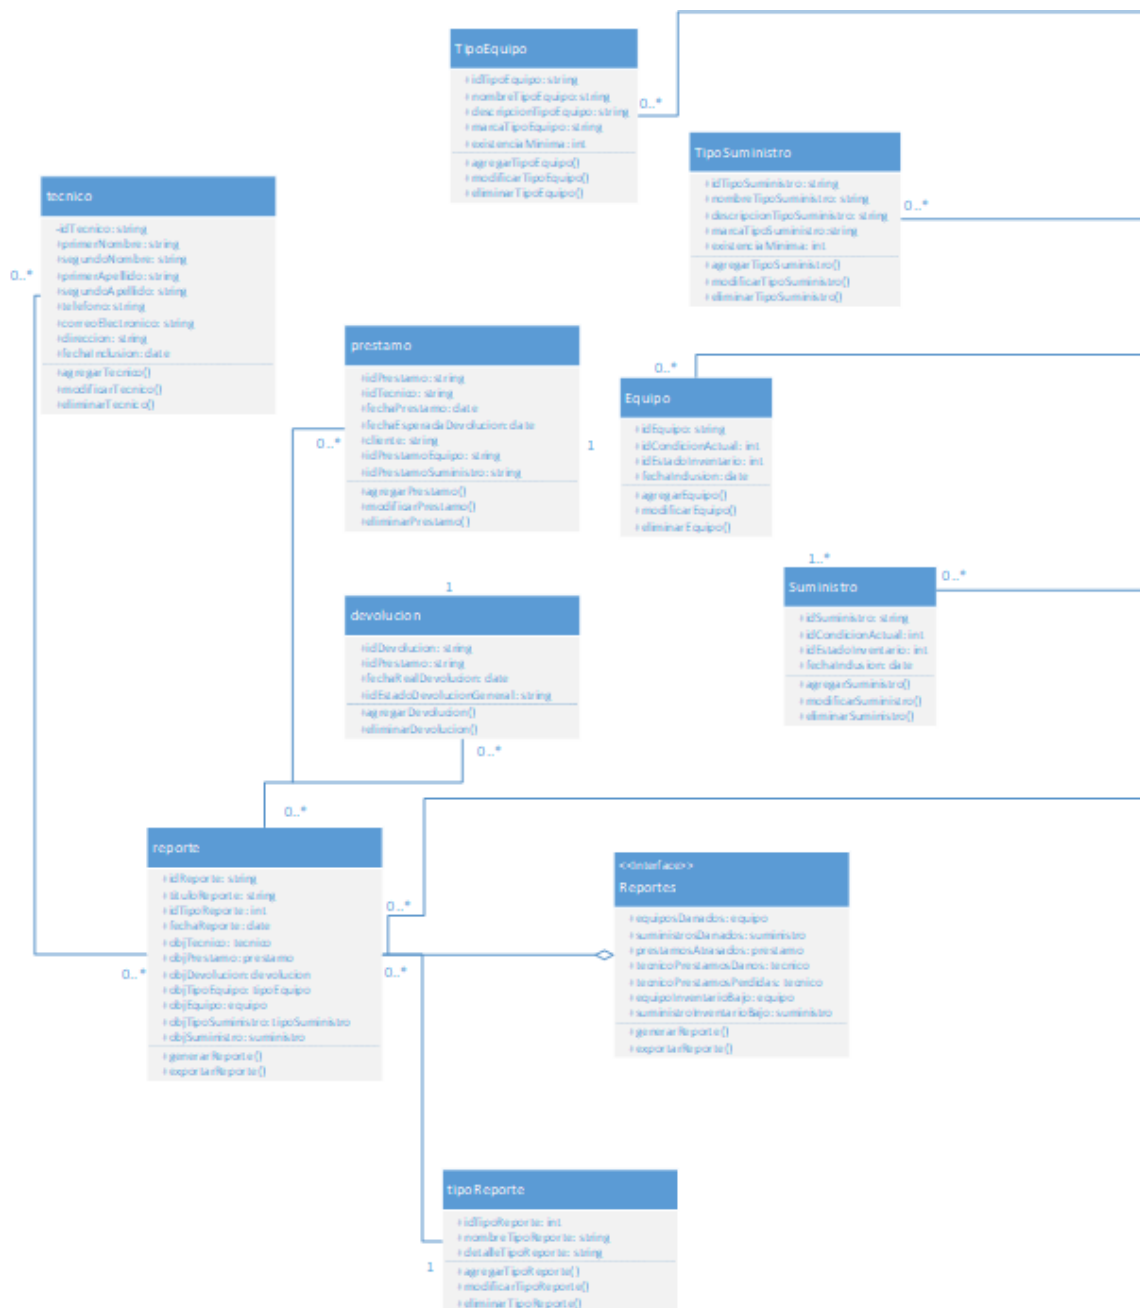 TipoEquipo
+idTipoEquipo: string
+nombreTipoEquipo: string
+descripcionTipoEquipo: string
+marcaTipoEquipo: string
+existenciaMinima: int
+agregarTipoEquipo()
+modificarTipoEquipo()
+eliminarTipoEquipo()
0..*
TipoSuministro
+idTipoSuministro: string
+nombreTipoSuministro: string
+descripcionTipoSuministro: string
+marcaTipoSuministro:string
+existenciaMinima: int
+agregarTipoSuministro()
+modificarTipoSuministro()
+eliminarTipoSuministro()
0..*
tecnico
-idTecnico: string
+primerNombre: string
+segundoNombre: string
+primerApellido: string
+segundoApellido: string
+telefono: string
+correoElectronico: string
+direccion: string
+fechaInclusion: date
+agregarTecnico()
+modificarTecnico()
+eliminarTecnico()
0..*
prestamo
+idPrestamo: string
+idTecnico: string
+fechaPrestamo: date
+fechaEsperadaDevolucion: date
+cliente: string
+idPrestamoEquipo: string
+idPrestamoSuministro: string
+agregarPrestamo()
+modificarPrestamo()
+eliminarPrestamo()
0..*
1
0..*
Equipo
+idEquipo: string
+idCondicionActual: int
+idEstadoInventario: int
+fechaInclusion: date
+agregarEquipo()
+modificarEquipo()
+eliminarEquipo()
1..*
Suministro
0..*
+idSuministro: string
+idCondicionActual: int
+idEstadoInventario: int
+fechaInclusion: date
+agregarSuministro()
+modificarSuministro()
+eliminarSuministro()
1
devolucion
+idDevolucion: string
+idPrestamo: string
+fechaRealDevolucion: date
+idEstadoDevolucionGeneral: string
+agregarDevolucion()
+eliminarDevolucion()
0..*
0..*
reporte
+idReporte: string
+tituloReporte: string
+idTipoReporte: int
+fechaReporte: date
+objTecnico: tecnico
+objPrestamo: prestamo
+objDevolucion: devolucion
+objTipoEquipo: tipoEquipo
+objEquipo: equipo
+objTipoSuministro: tipoSuministro
+objSuministro: suministro
+generarReporte()
+exportarReporte()
0..*
0..*
0..*
<<Interface>>
Reportes
+equiposDanados: equipo
+suministrosDanados: suministro
+prestamosAtrasados: prestamo
+tecnicoPrestamosDanos: tecnico
+tecnicoPrestamosPerdidas: tecnico
+equipoInventarioBajo: equipo
+suministroInventarioBajo: suministro
+generarReporte()
+exportarReporte()
tipoReporte
+idTipoReporte: int
+nombreTipoReporte: string
+detalleTipoReporte: string
+agregarTipoReporte()
+modificarTipoReporte()
+eliminarTipoReporte()
1